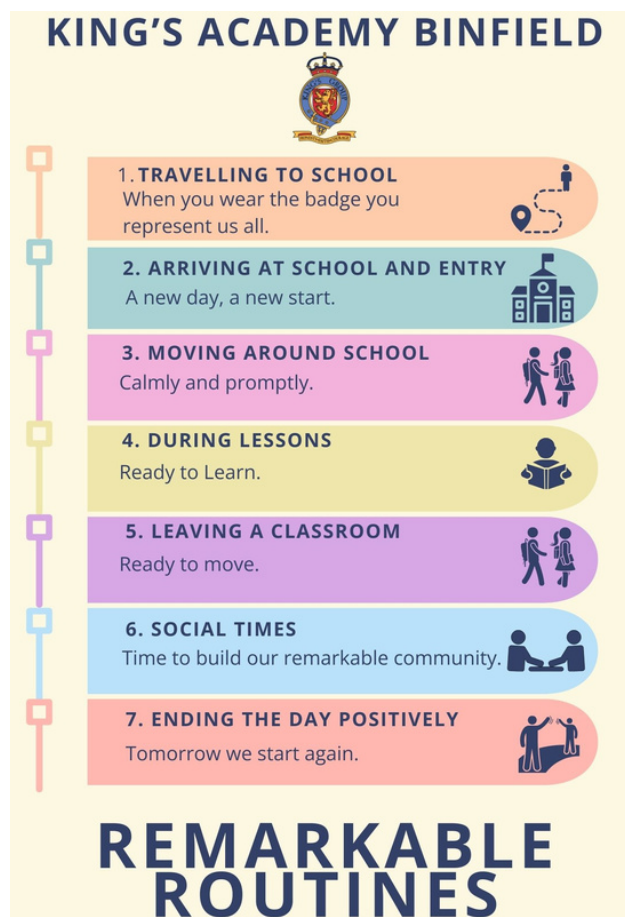 KING'S ACADEMY BINFIELD
1. TRAVELLING TO SCHOOL
When you wear the badge you
represent us all.
2. ARRIVING AT SCHOOL AND ENTRY
A new day, a new start.
3. MOVING AROUND SCHOOL
Calmly and promptly.
4. DURING LESSONS
Ready to Learn.
5. LEAVING A CLASSROOM
Ready to move.
6. SOCIAL TIMES
Time to build our remarkable community.
7. ENDING THE DAY POSITIVELY
Tomorrow we start again.
REMARKABLE
ROUTINES